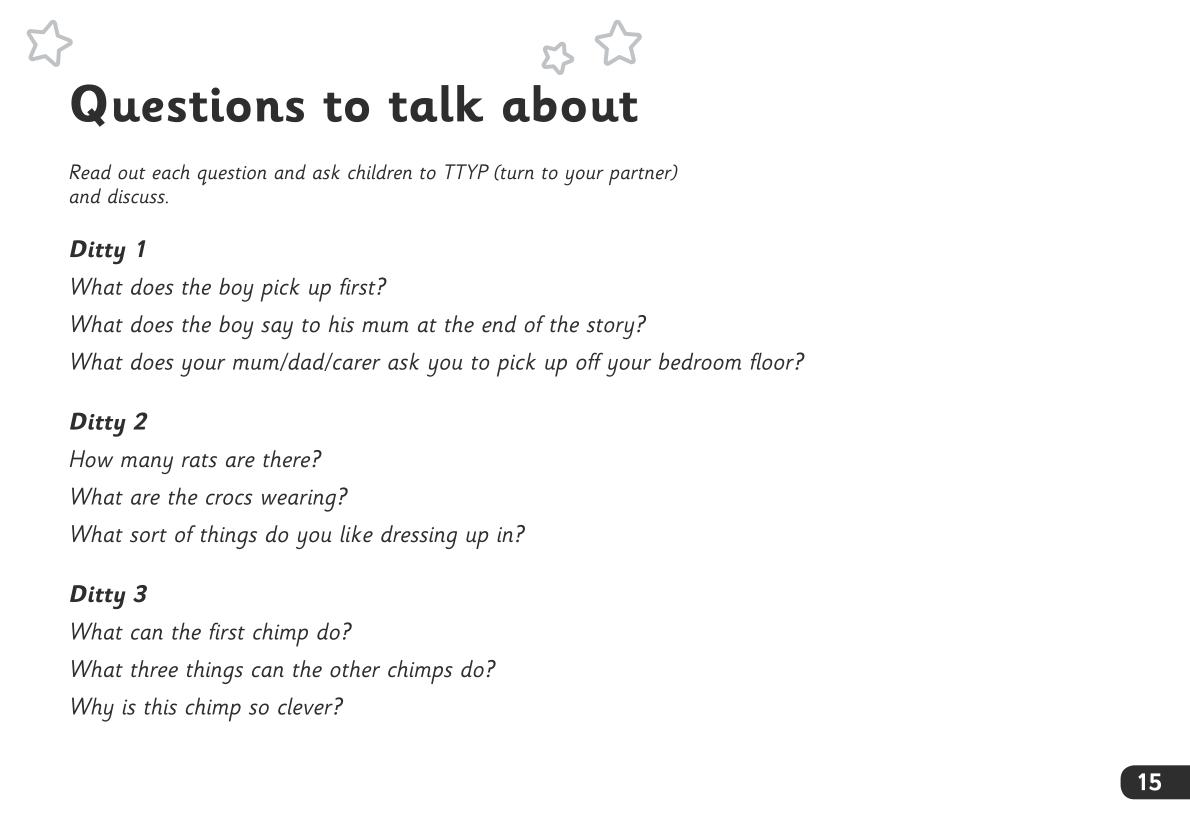 Questions to talk about
Read out each question and ask children to TTYP (turn to your partner)
and discuss.
Ditty 1
What does the boy pick up first?
What does the boy say to his mum at the end of the story?
What does your mum/dad/carer ask you to pick up off your bedroom floor?
Ditty 2
How many rats are there?
What are the crocs wearing?
What sort of things do you like dressing up in?
Ditty 3
What can the first chimp do?
What three things can the other chimps do?
Why is this chimp so clever?
15